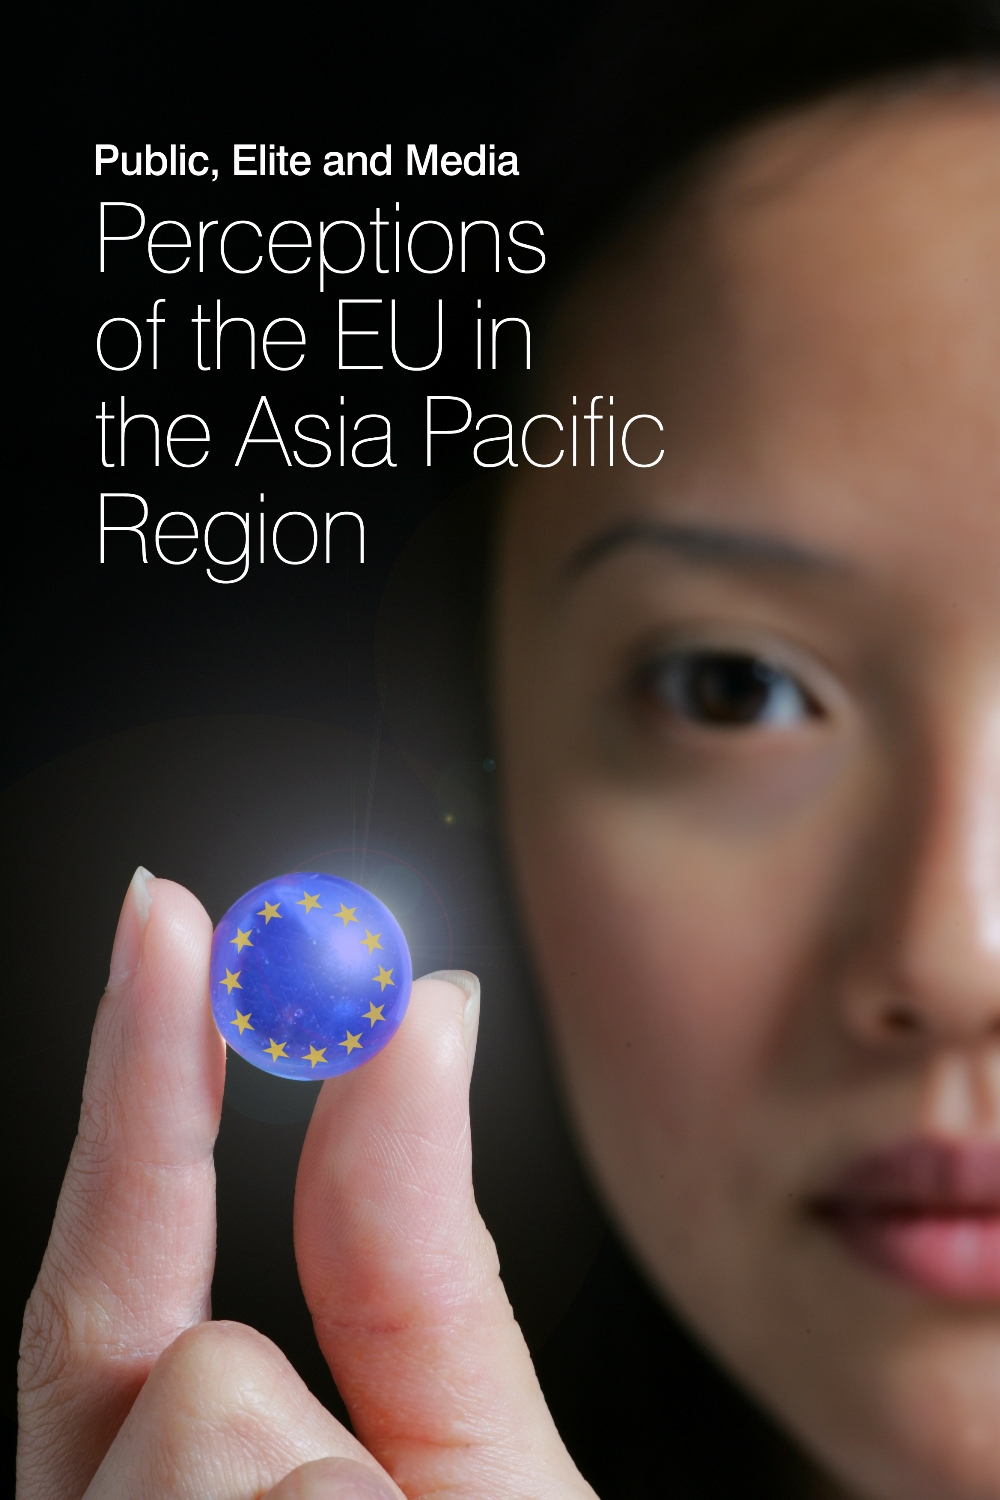 Public, Elite and Media
Perceptions
of the EU in
the Asia Pacific
Region